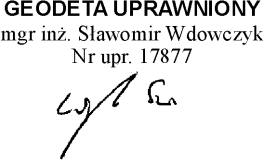 GEODETA UPRAWNIONY
mgr inż. Sławomir Wdowczyk
Nr upr. 17877